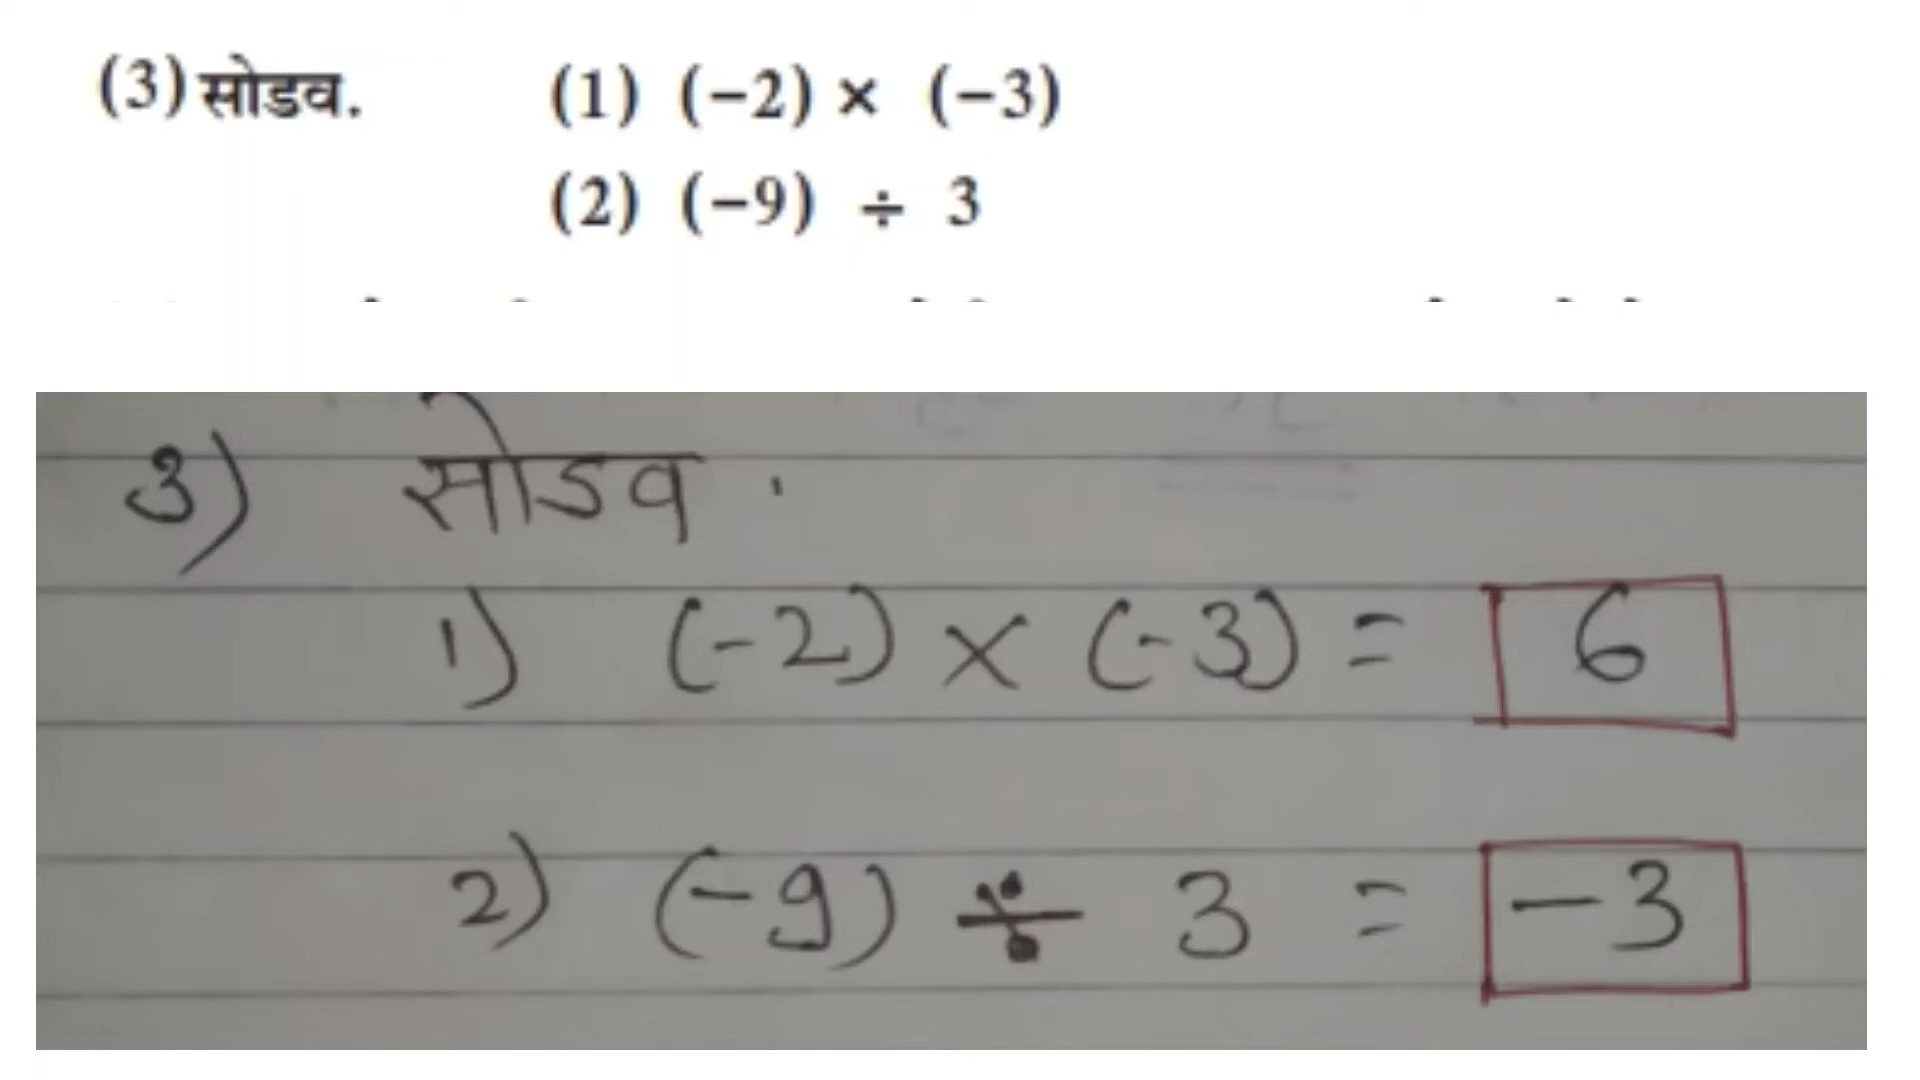 (3) सोडव. (1) (−2) × (−3)
(2) (−9) ÷ 3
3) सोडव .
1) (-2) × (-3) = 6
2) (-9) ÷ 3 = -3